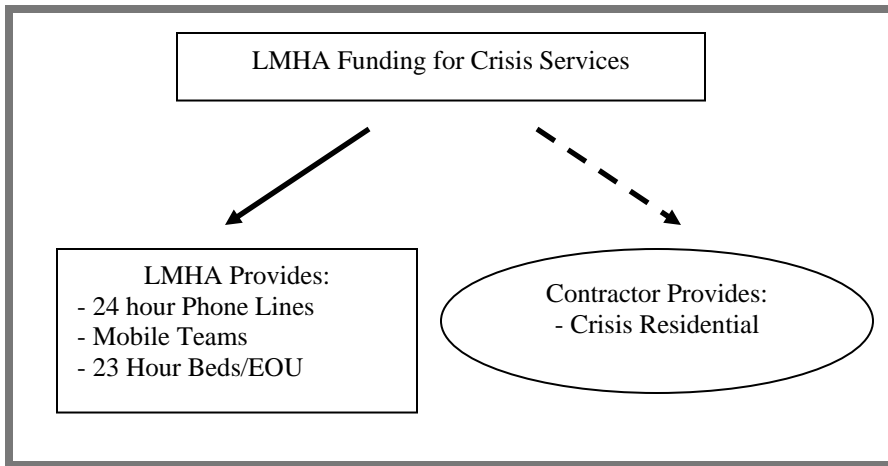 LMHA Funding for Crisis Services
LMHA Provides:
- 24 hour Phone Lines
- Mobile Teams
- 23 Hour Beds/EOU
Contractor Provides:
- Crisis Residential